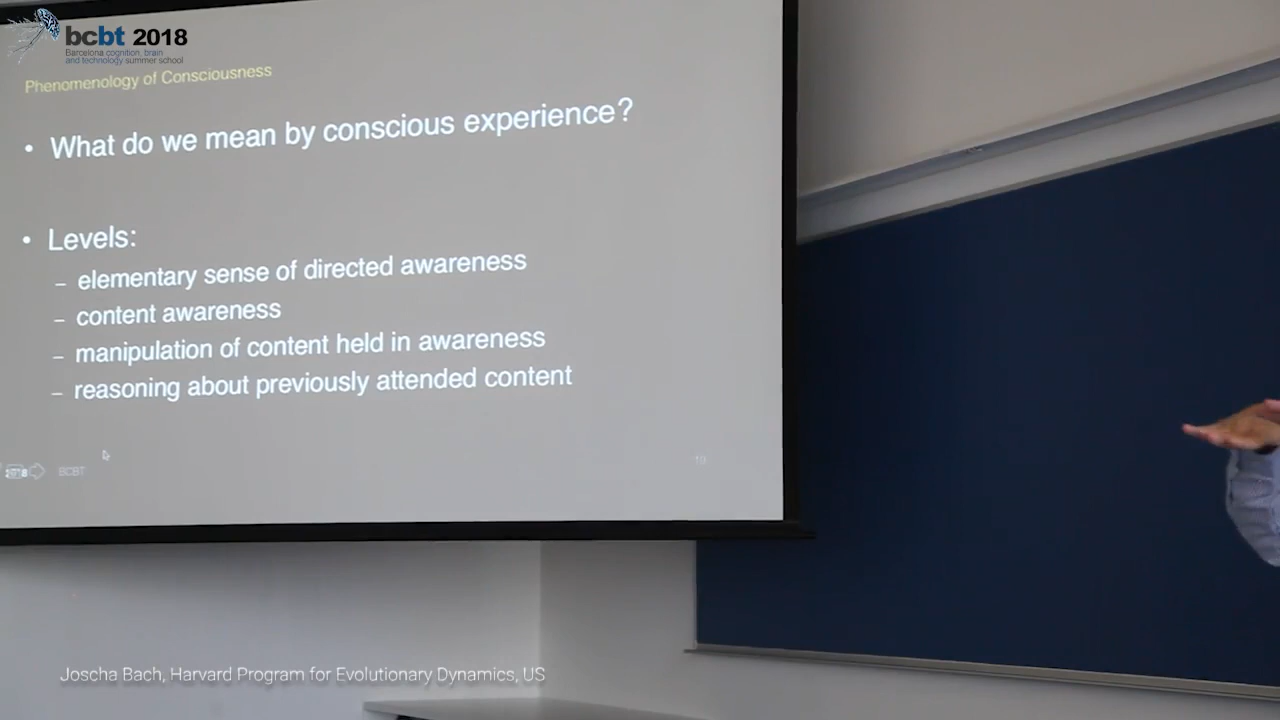 bcbt 2018
Barcelona cognition, brain
and technology summer school
Phenomenology of Consciousness
• What do we mean by conscious experience?
• Levels:
– elementary sense of directed awareness
– content awareness
– manipulation of content held in awareness
– reasoning about previously attended content
2018
BCBT
19
Joscha Bach, Harvard Program for Evolutionary Dynamics, US